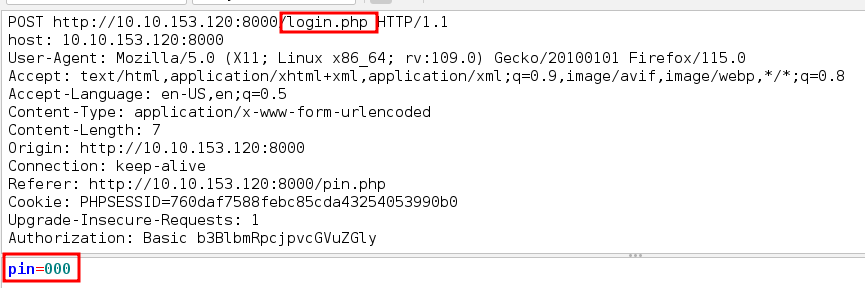 POST http://10.10.153.120:8000/login.php HTTP/1.1
host: 10.10.153.120:8000
User-Agent: Mozilla/5.0 (X11; Linux x86_64; rv:109.0) Gecko/20100101 Firefox/115.0
Accept: text/html,application/xhtml+xml,application/xml;q=0.9,image/avif,image/webp,*/*;q=0.8
Accept-Language: en-US,en;q=0.5
Content-Type: application/x-www-form-urlencoded
Content-Length: 7
Origin: http://10.10.153.120:8000
Connection: keep-alive
Referer: http://10.10.153.120:8000/pin.php
Cookie: PHPSESSID=760daf7588febc85cda43254053990b0
Upgrade-Insecure-Requests: 1
Authorization: Basic b3BlbmRpcjpvcGVuZGly
pin=000